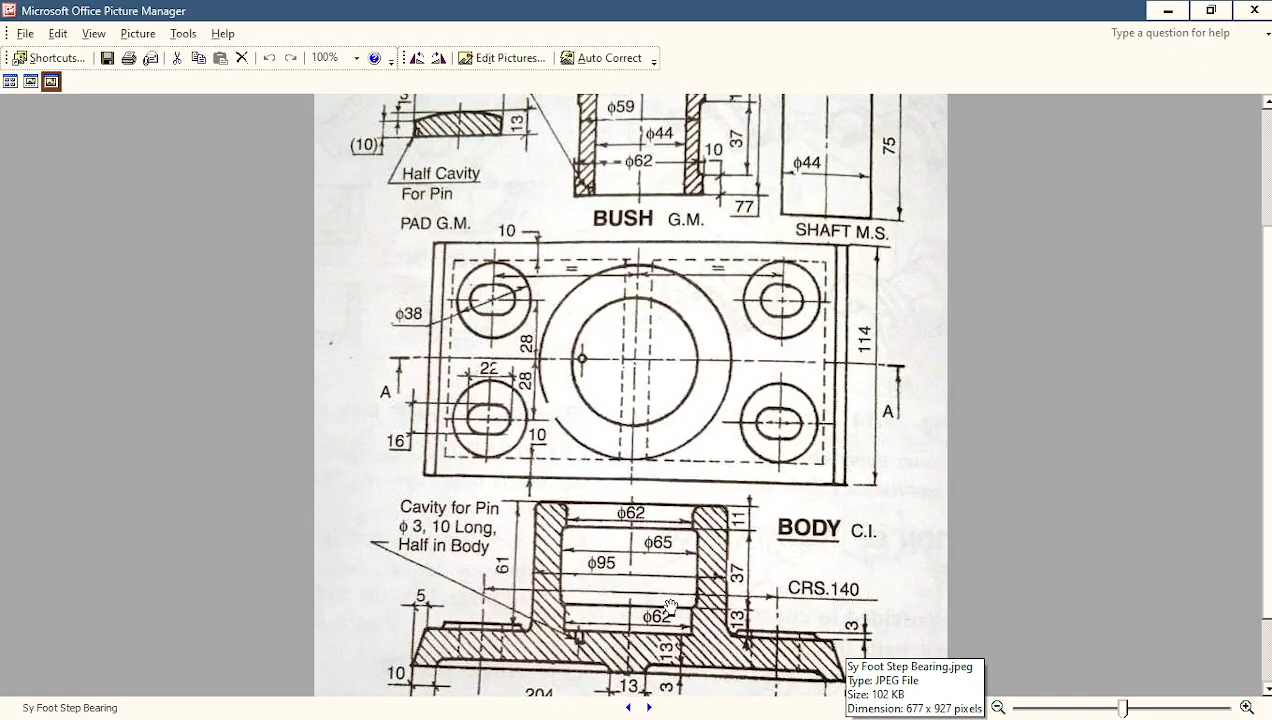 Microsoft Office Picture Manager
File Edit View Picture Tools Help
Type a question for help
Shortcuts...
100%
Edit Pictures...
Auto Correct
ϕ59
13
37
(10)
ϕ44
10
75
ϕ62
ϕ44
Half Cavity
For Pin
77
PAD G.M.
BUSH G.M.
SHAFT M.S.
10
=
=
ϕ38
28
114
22
28
A
A
16
10
Cavity for Pin
ϕ 3, 10 Long,
Half in Body
ϕ62
11
BODY C.I.
ϕ65
61
ϕ95
37
CRS.140
5
ϕ62
13
3
13
10
204
13
3
Sy Foot Step Bearing.jpeg
Type: JPEG File
Size: 102 KB
Dimension: 677 x 927 pixels
Sy Foot Step Bearing